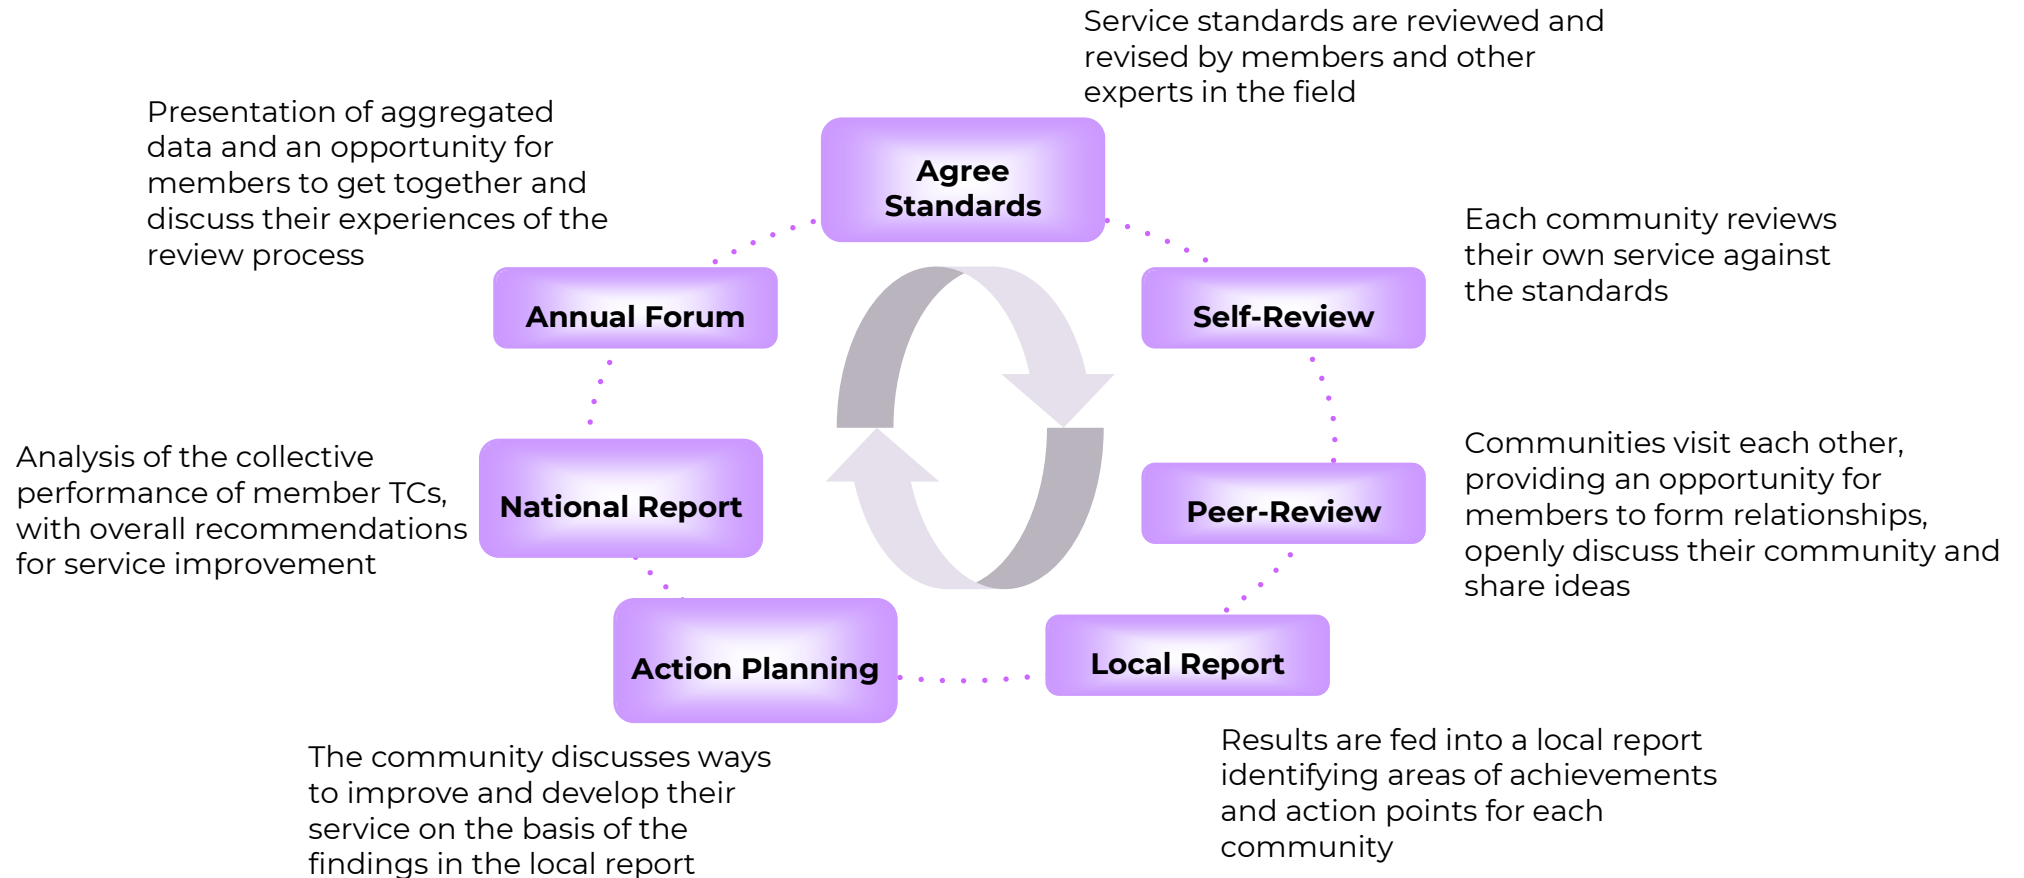 Service standards are reviewed and
revised by members and other
experts in the field
Agree
Standards
Each community reviews
their own service against
the standards
Self-Review
Communities visit each other,
providing an opportunity for
members to form relationships,
openly discuss their community and
share ideas
Peer-Review
Local Report
Results are fed into a local report
identifying areas of achievements
and action points for each
community
Action Planning
The community discusses ways
to improve and develop their
service on the basis of the
findings in the local report
National Report
Analysis of the collective
performance of member TCs,
with overall recommendations
for service improvement
Annual Forum
Presentation of aggregated
data and an opportunity for
members to get together and
discuss their experiences of the
review process